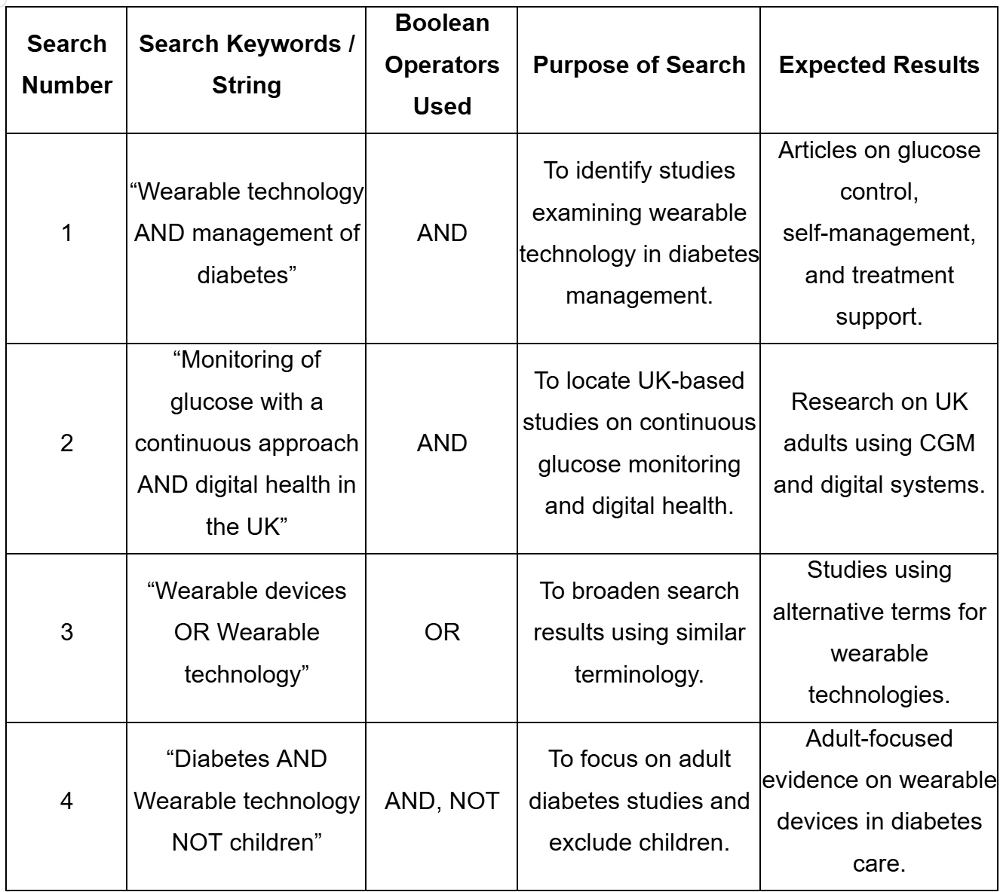 Search
Number
Search Keywords /
String
Boolean
Operators
Used
Purpose of Search
Expected Results
1
“Wearable technology
AND management of
diabetes”
AND
To identify studies
examining wearable
technology in diabetes
management.
Articles on glucose
control,
self-management,
and treatment
support.
2
“Monitoring of
glucose with a
continuous approach
AND digital health in
the UK”
AND
To locate UK-based
studies on continuous
glucose monitoring
and digital health.
Research on UK
adults using CGM
and digital systems.
3
“Wearable devices
OR Wearable
technology”
OR
To broaden search
results using similar
terminology.
Studies using
alternative terms for
wearable
technologies.
4
“Diabetes AND
Wearable technology
NOT children”
AND, NOT
To focus on adult
diabetes studies and
exclude children.
Adult-focused
evidence on wearable
devices in diabetes
care.